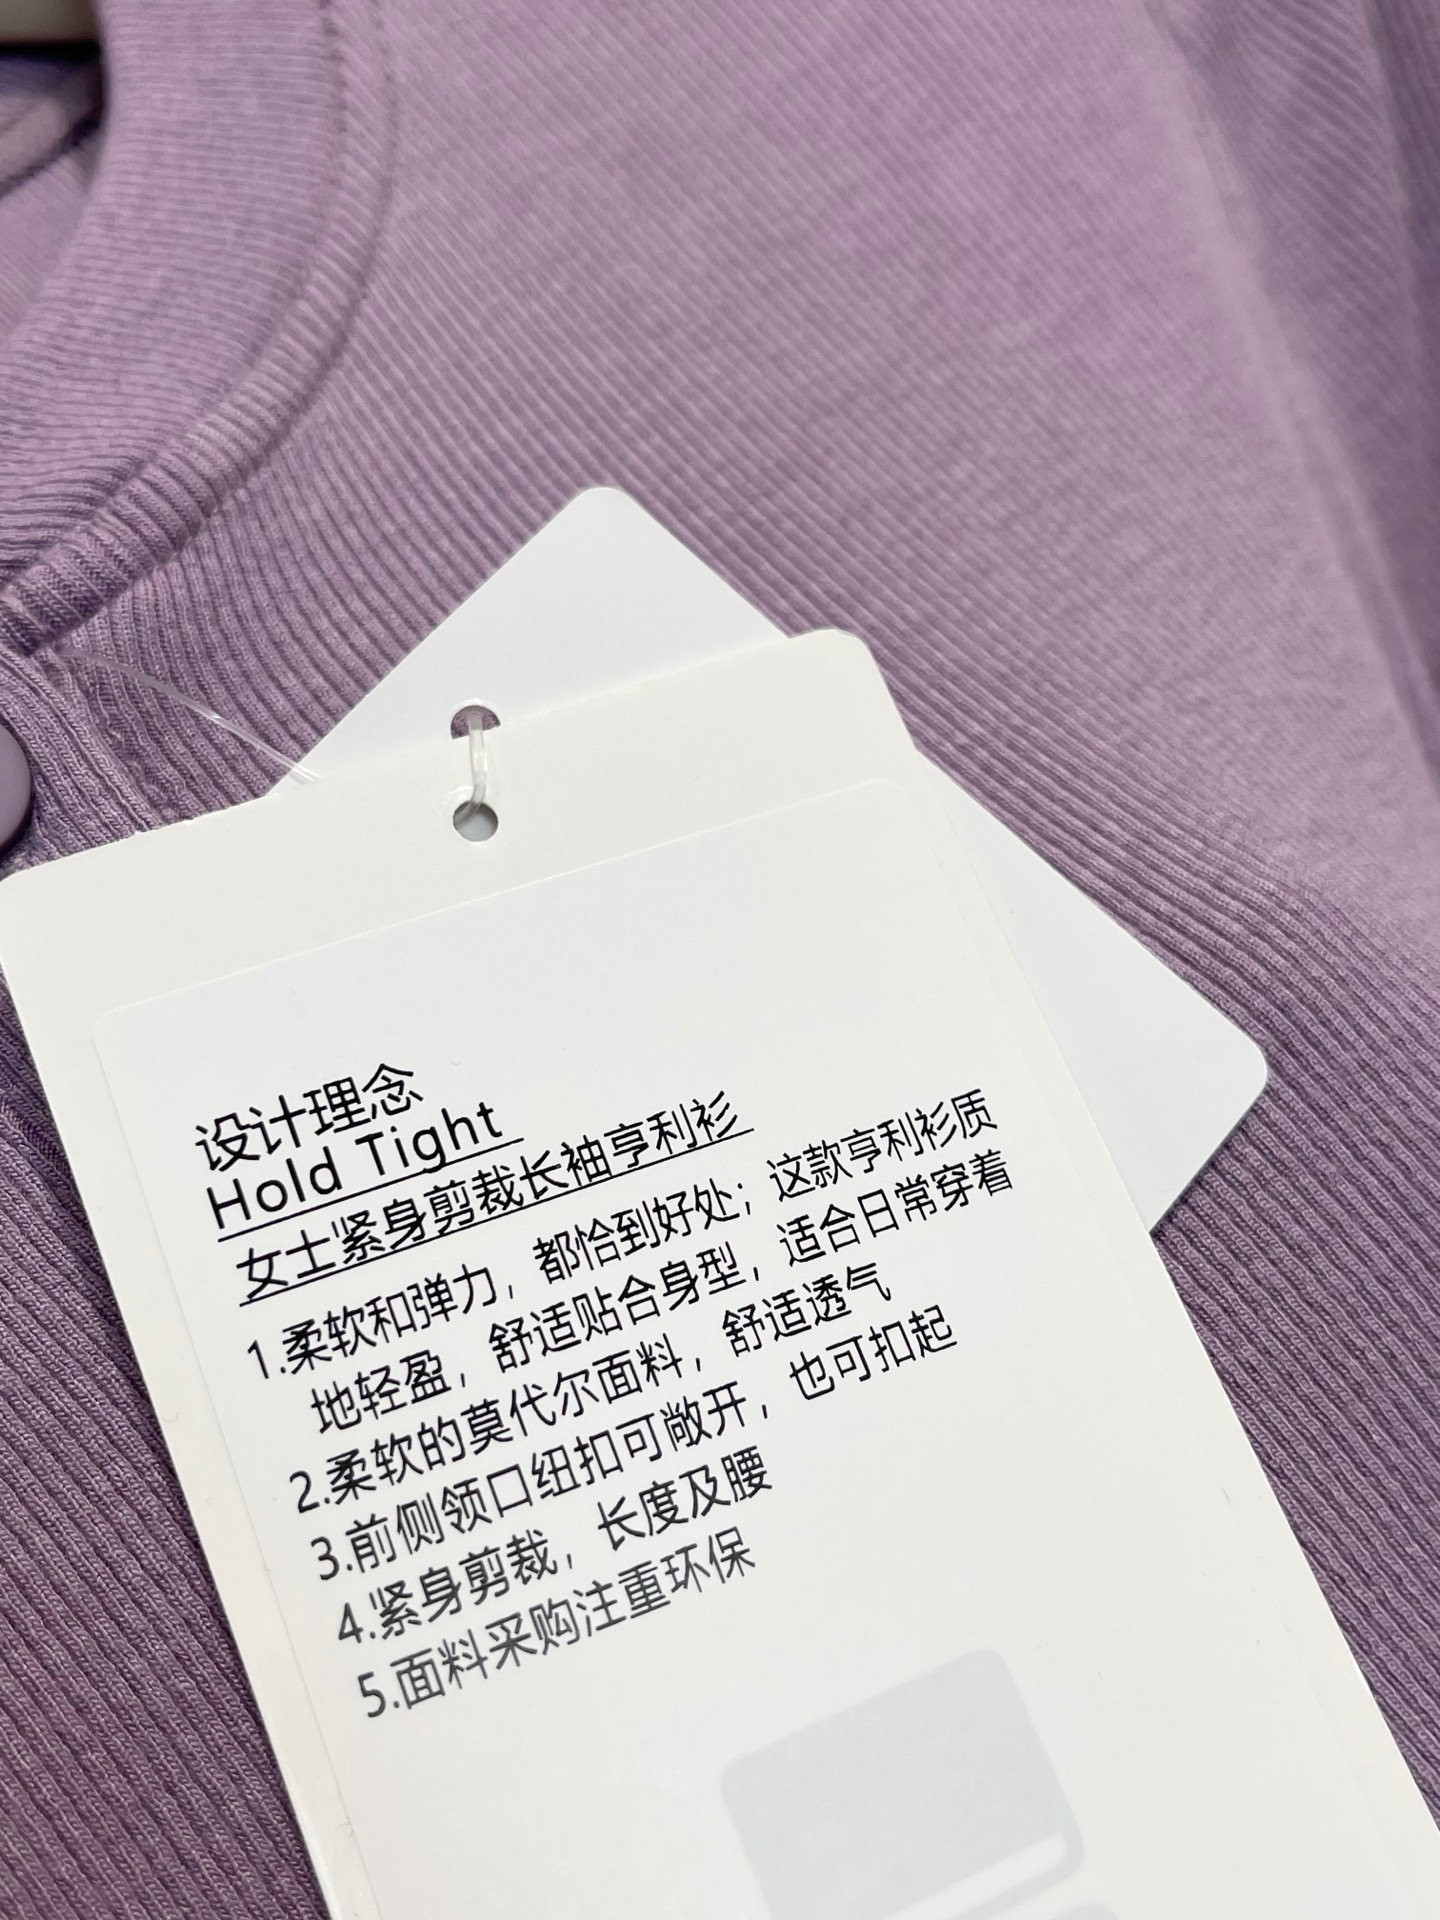 设计理念
Hold Tight
女士紧身剪裁长袖亨利衫
1.柔软和弹力，都恰到好处；这款亨利衫质
地轻盈，舒适贴合身型，适合日常穿着
2.柔软的莫代尔面料，舒适透气
3.前侧领口纽扣可敞开，也可扣起
4.紧身剪裁，长度及腰
5.面料采购注重环保